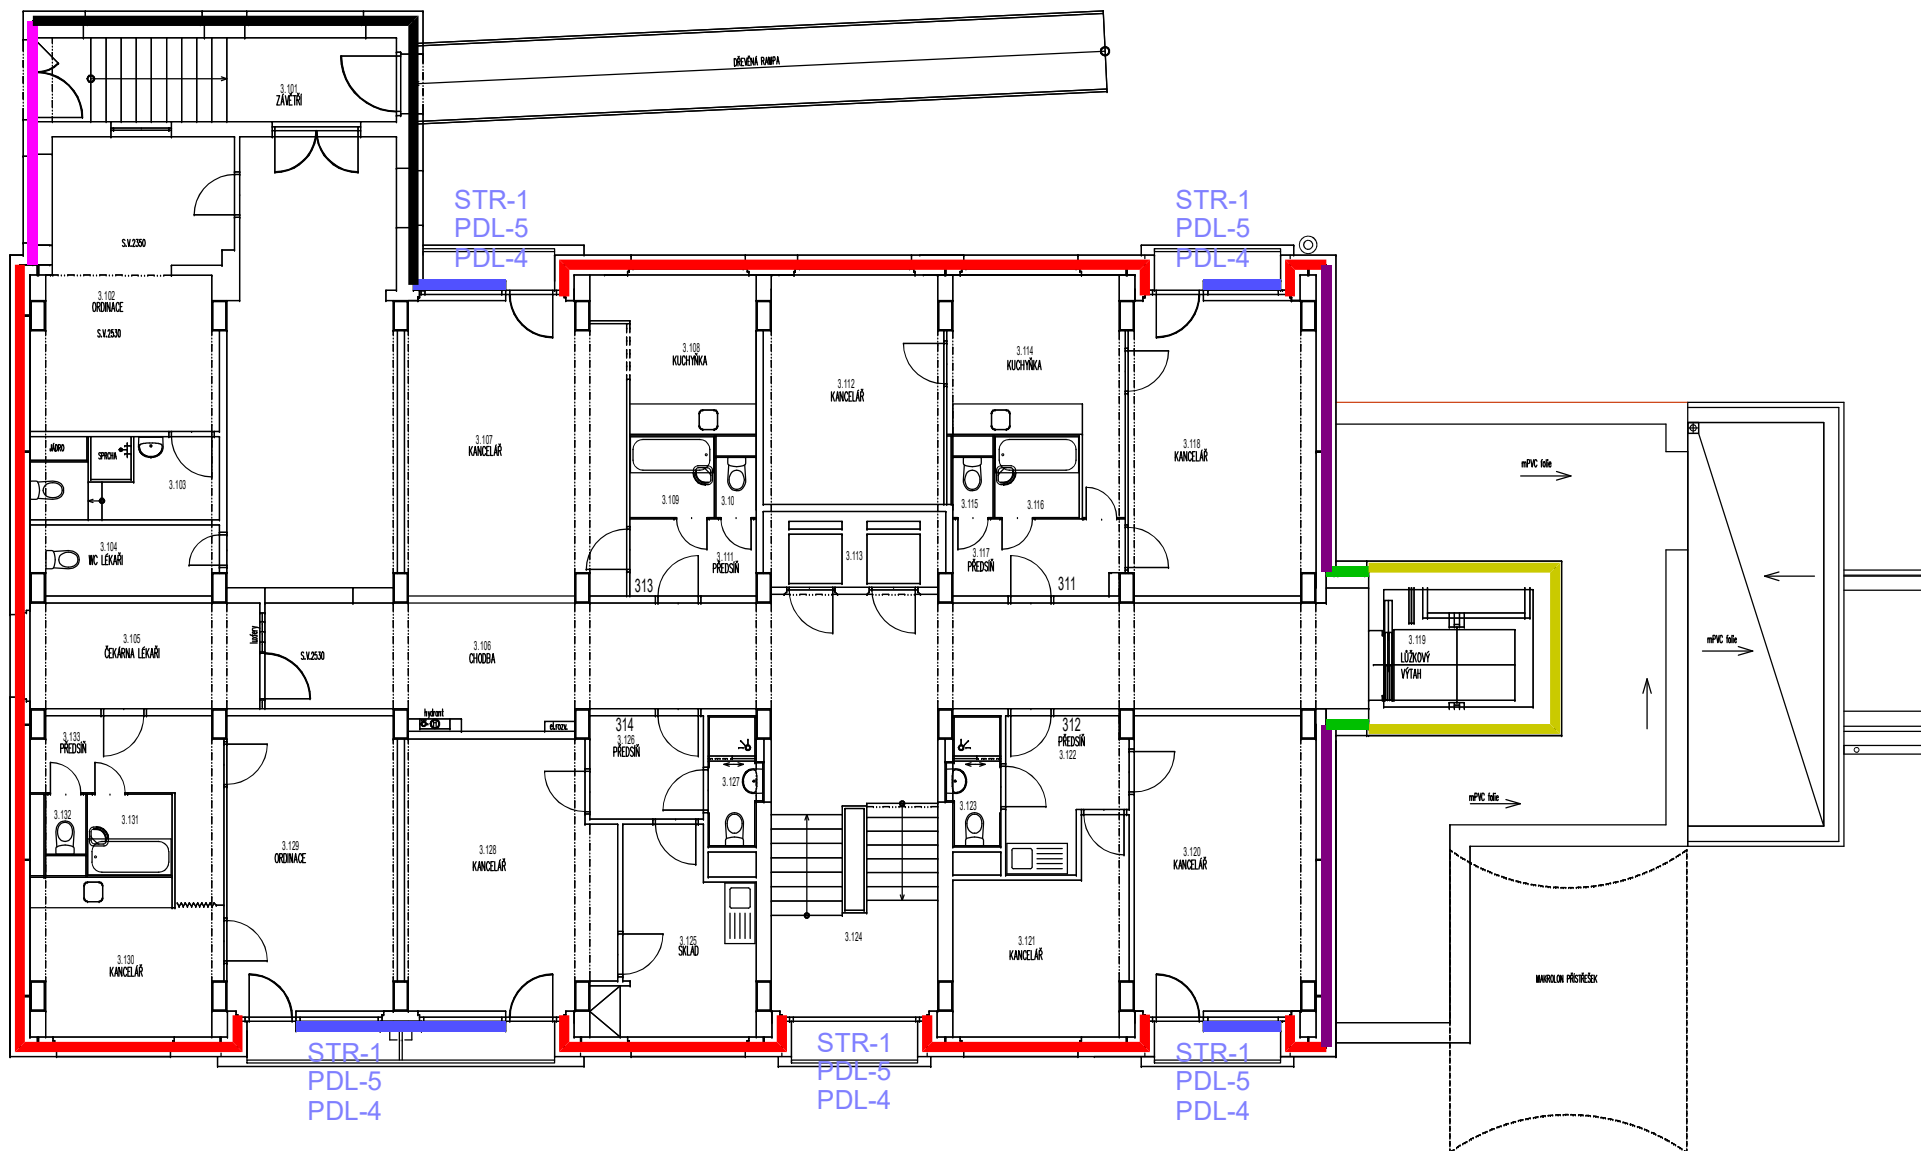 DŘEVĚNÁ RAMPA
3.101
ZÁVĚTŘÍ
STR-1
PDL-5
PDL-4
STR-1
PDL-5
PDL-4
S.V.2350
3.102
ORDINACE
S.V.2530
3.108
KUCHYŇKA
3.114
KUCHYŇKA
3.112
KANCELÁŘ
3.107
KANCELÁŘ
3.118
KANCELÁŘ
JÁDRO
SPRCHA
3.103
mPVC folie
3.109
3.10
3.115
3.116
3.104
WC LÉKAŘI
3.111
PŘEDSÍŇ
3.113
3.117
PŘEDSÍŇ
313
311
3.105
ČEKÁRNA LÉKAŘI
luxfery
S.V.2530
3.106
CHODBA
3.119
LŮŽKOVÝ
VÝTAH
mPVC folie
hydrant
el.rozv.
314
3.126
PŘEDSÍŇ
312
PŘEDSÍŇ
3.122
3.133
PŘEDSÍŇ
3.127
3.123
mPVC folie
3.132
3.131
3.129
ORDINACE
3.128
KANCELÁŘ
3.120
KANCELÁŘ
3.125
SKLAD
3.124
3.121
KANCELÁŘ
3.130
KANCELÁŘ
MAKROLON PŘÍSTŘEŠEK
STR-1
PDL-5
PDL-4
STR-1
PDL-5
PDL-4
STR-1
PDL-5
PDL-4